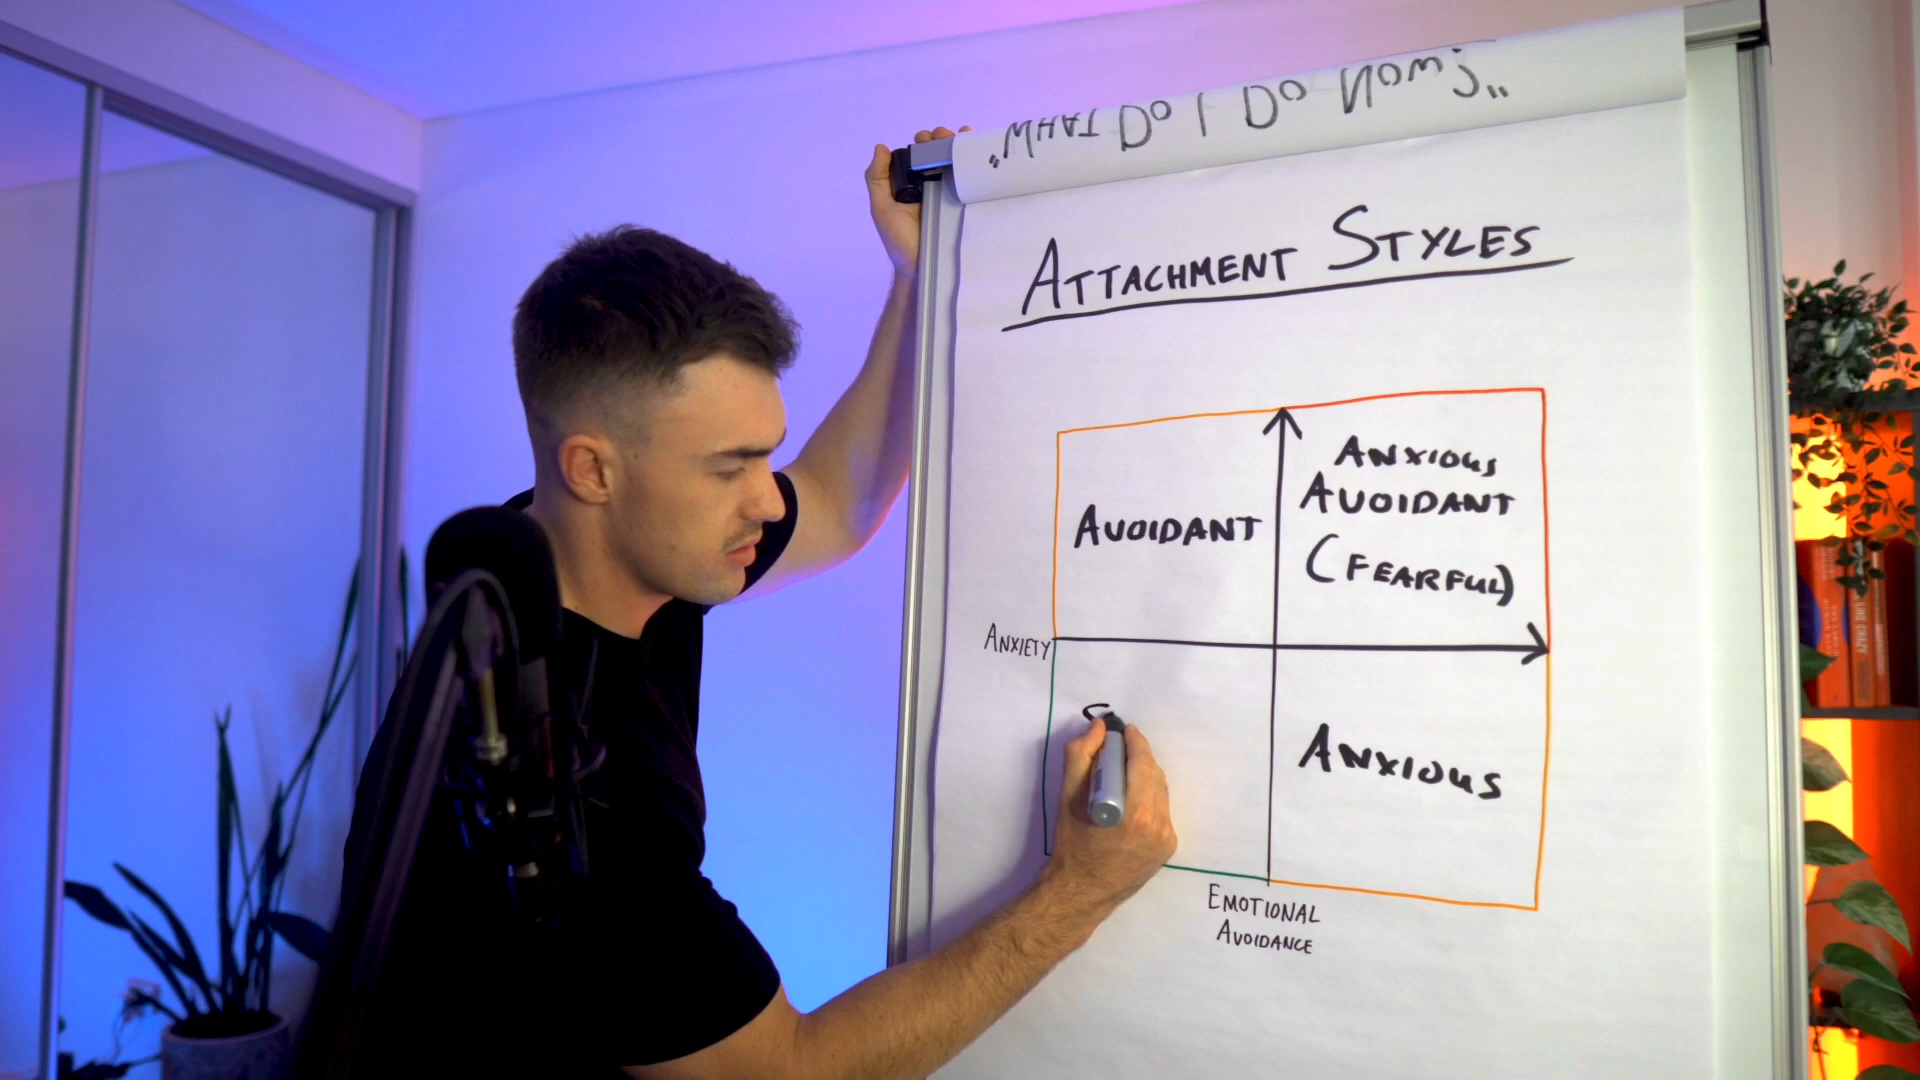 "WHAT DO I DO NOW?"
ATTACHMENT STYLES
AVOIDANT
ANXIOUS
AVOIDANT
(FEARFUL)
ANXIETY
S
ANXIOUS
EMOTIONAL
AVOIDANCE